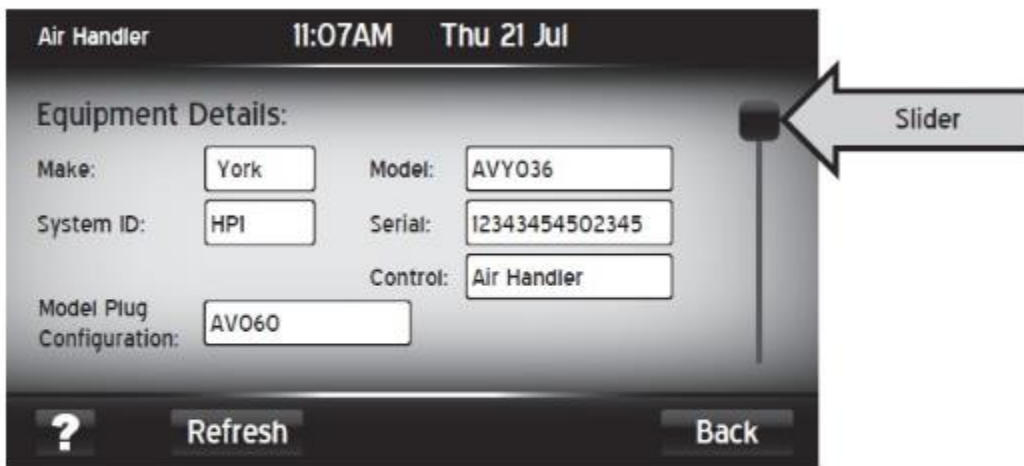 Air Handler 11:07AM Thu 21 Jul
Equipment Details:
Slider
Make: York Model: AVY036
System ID: HP1 Serial: 12343454502345
Control: Air Handler
Model Plug
Configuration: AV060
? Refresh Back